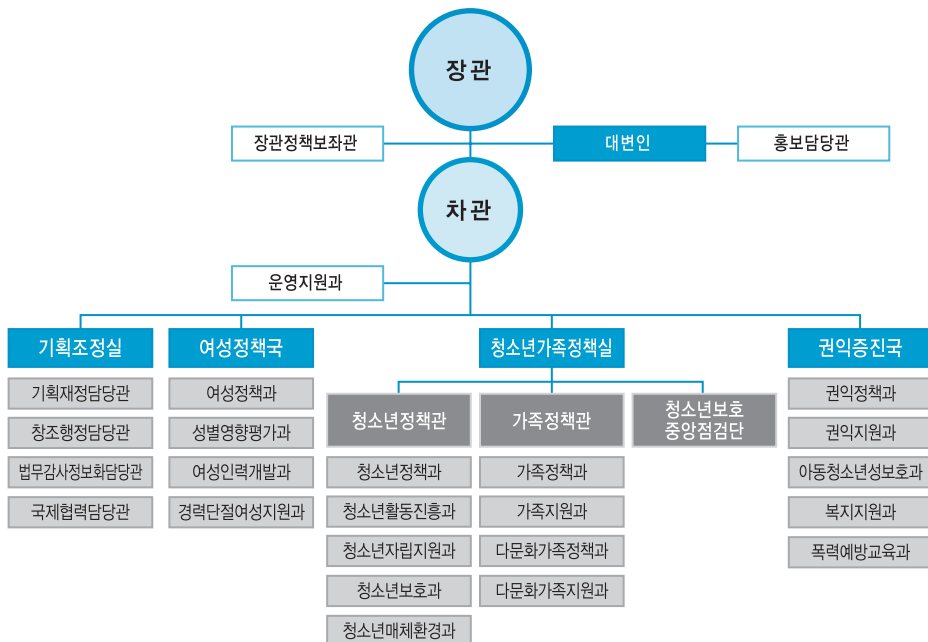 장관
장관정책보좌관
대변인
홍보담당관
차관
운영지원과
기획조정실
기획재정담당관
창조행정담당관
법무감사정보화담당관
국제협력담당관
여성정책국
여성정책과
성별영향평가과
여성인력개발과
경력단절여성지원과
청소년가족정책실
청소년정책관
청소년정책과
청소년활동진흥과
청소년자립지원과
청소년보호과
청소년매체환경과
가족정책관
가족정책과
가족지원과
다문화가족정책과
다문화가족지원과
청소년보호
중앙점검단
권익증진국
권익정책과
권익지원과
아동청소년성보호과
복지지원과
폭력예방교육과